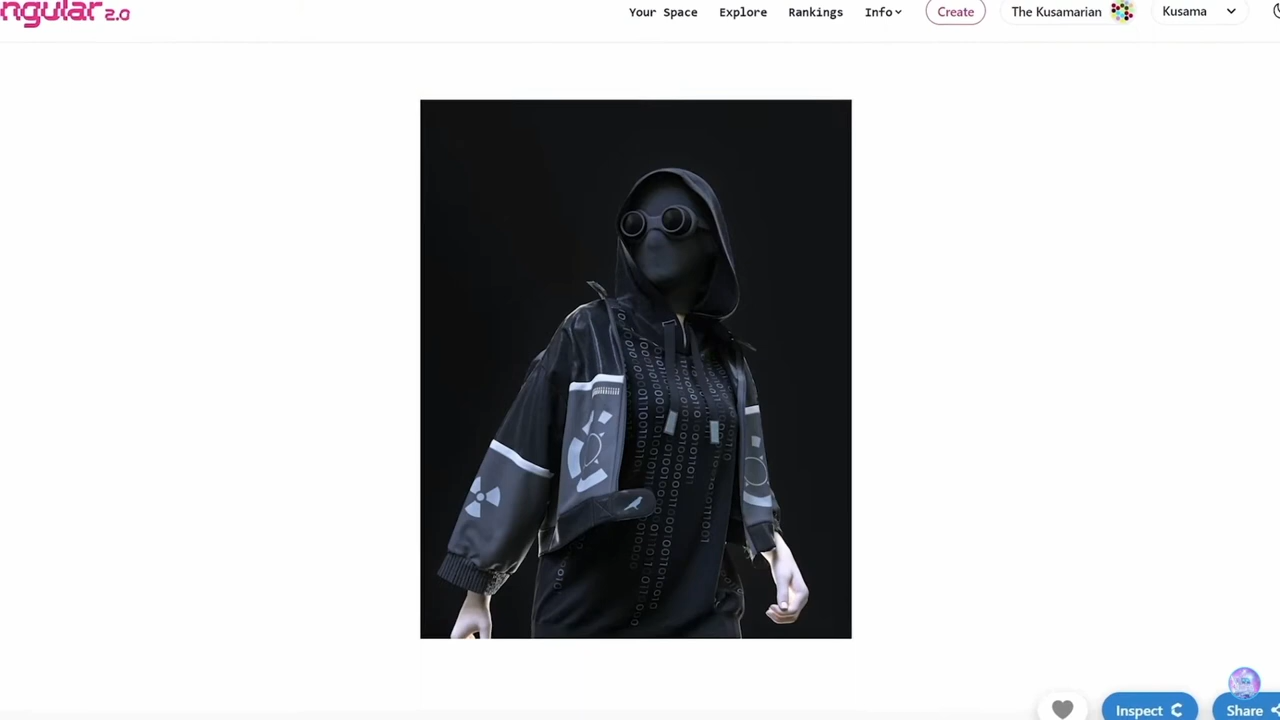 ngular 2.0
Your Space
Explore
Rankings
Info
Create
The Kusamarian
Kusama
Inspect
Share